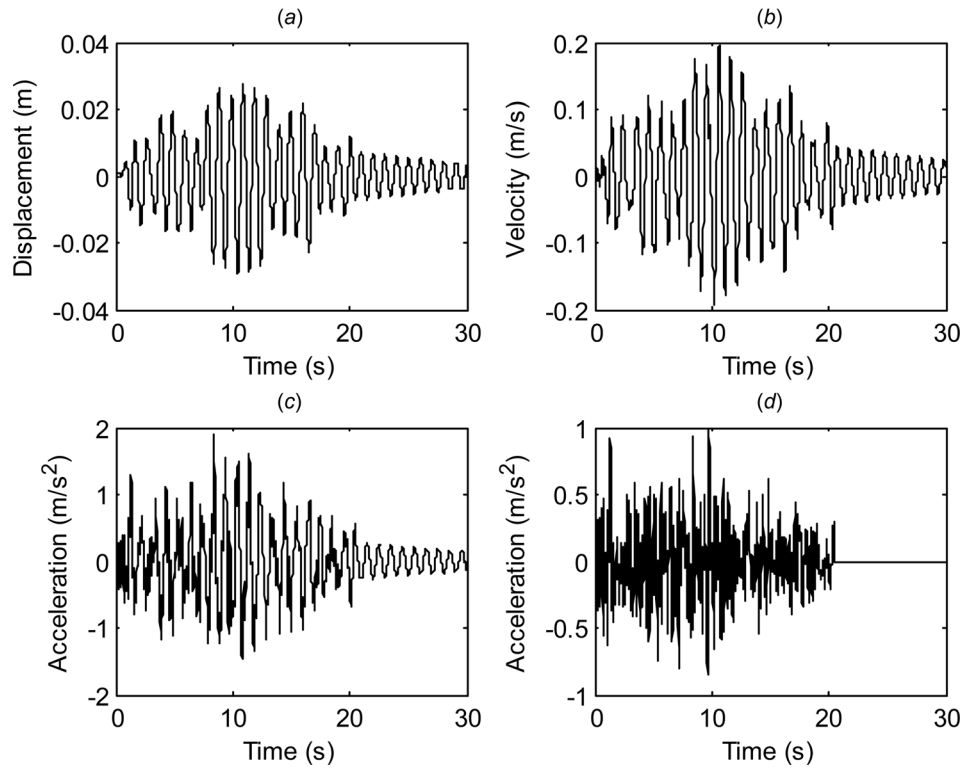 (a)
0.04
0.02
0
-0.02
-0.04
Displacement (m)
0 10 20 30
Time (s)
(b)
0.2
0.1
0
-0.1
-0.2
Velocity (m/s)
0 10 20 30
Time (s)
(c)
2
1
0
-1
-2
Acceleration (m/s²)
0 10 20 30
Time (s)
(d)
1
0.5
0
-0.5
-1
Acceleration (m/s²)
0 10 20 30
Time (s)